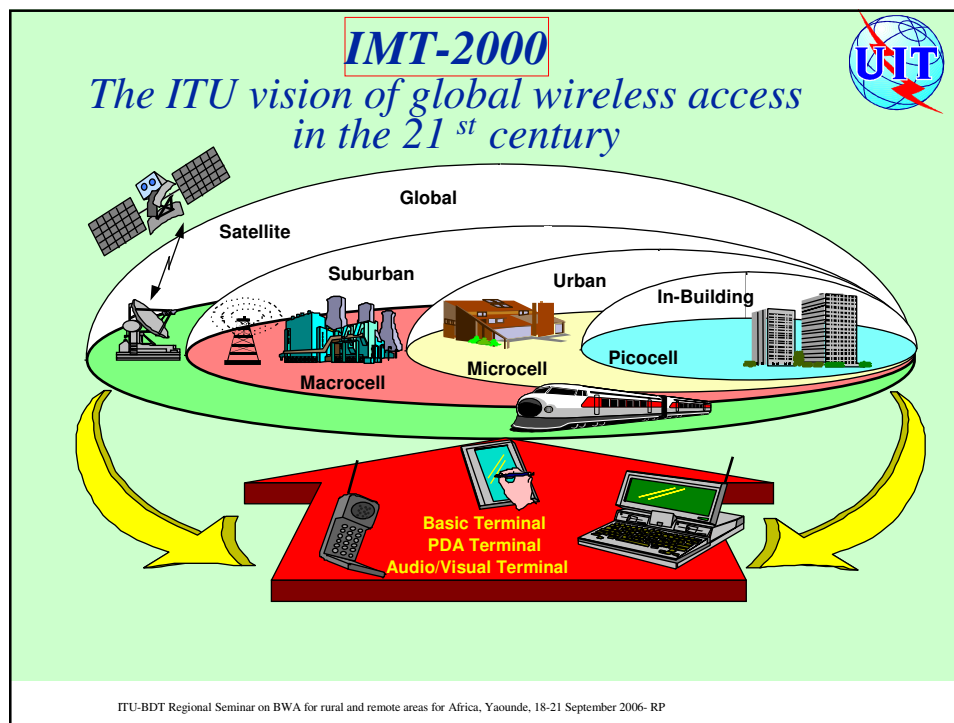 IMT-2000
The ITU vision of global wireless access
in the 21 st century
UIT
Global
Satellite
Suburban
Urban
In-Building
Macrocell
Microcell
Picocell
Basic Terminal
PDA Terminal
Audio/Visual Terminal
ITU-BDT Regional Seminar on BWA for rural and remote areas for Africa, Yaounde, 18-21 September 2006- RP